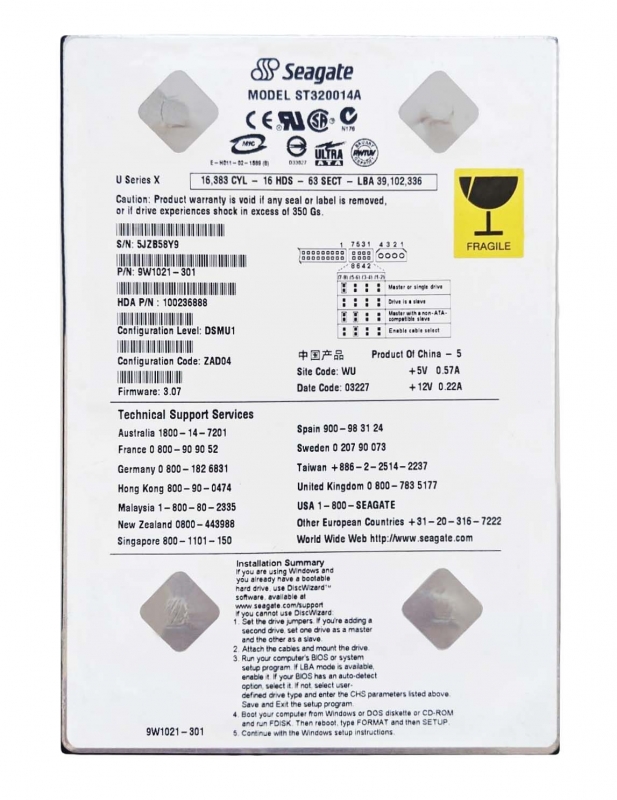 Seagate
MODEL ST320014A
N176
E-H011-02-1588 (B)
D33027
ULTRA
ATA
U Series X
16,383 CYL - 16 HDS - 63 SECT - LBA 39,102,336
Caution: Product warranty is void if any seal or label is removed,
or if drive experiences shock in excess of 350 Gs.
FRAGILE
S/N: 5JZB58Y9
P/N: 9W1021-301
HDA P/N : 100236888
Configuration Level: DSMU1
Configuration Code: ZAD04
Firmware: 3.07
1 7531 4321
8642
(7-8) (5-6) (3-4) (1-2)
Master or single drive
Drive is a slave
Master with a non-ATA-
compatible slave
Enable cable select
中国产品 Product Of China - 5
Site Code: WU +5V 0.57A
Date Code: 03227 +12V 0.22A
Technical Support Services
Australia 1800-14-7201
France 0 800-90 90 52
Germany 0 800-182 6831
Hong Kong 800-90-0474
Malaysia 1-800-80-2335
New Zealand 0800-443988
Singapore 800-1101-150
Spain 900-98 31 24
Sweden 0 207 90 073
Taiwan +886-2-2514-2237
United Kingdom 0 800-783 5177
USA 1-800-SEAGATE
Other European Countries +31-20-316-7222
World Wide Web http://www.seagate.com
Installation Summary
If you are using Windows and
you already have a bootable
hard drive, use DiscWizard™
software, available at
www.seagate.com/support
If you cannot use DiscWizard:
1. Set the drive jumpers. If you're adding a
second drive, set one drive as a master
and the other as a slave.
2. Attach the cables and mount the drive.
3. Run your computer's BIOS or system
setup program. If LBA mode is available,
enable it. If your BIOS has an auto-detect
option, select it. If not, select user-
defined drive type and enter the CHS parameters listed above.
Save and Exit the setup program.
4. Boot your computer from Windows or DOS diskette or CD-ROM
and run FDISK. Then reboot, type FORMAT and then SETUP.
5. Continue with the Windows setup instructions.
9W1021-301